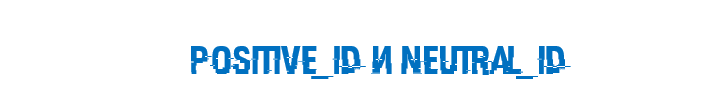 POSITIVE_ID И NEUTRAL_ID